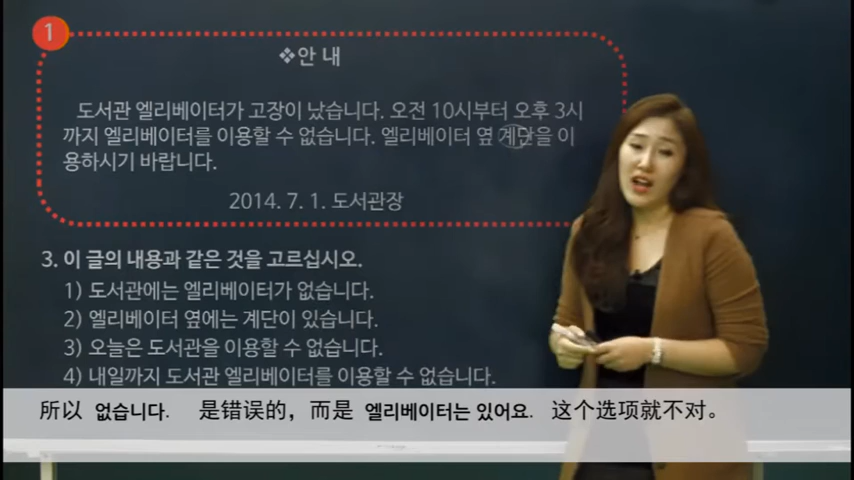 1
❖안 내
도서관 엘리베이터가 고장이 났습니다. 오전 10시부터 오후 3시
까지 엘리베이터를 이용할 수 없습니다. 엘리베이터 옆 계단을 이
용하시기 바랍니다.
2014. 7. 1. 도서관장
3. 이 글의 내용과 같은 것을 고르십시오.
1) 도서관에는 엘리베이터가 없습니다.
2) 엘리베이터 옆에는 계단이 있습니다.
3) 오늘은 도서관을 이용할 수 없습니다.
4) 내일까지 도서관 엘리베이터를 이용할 수 없습니다.
所以 없습니다. 是错误的，而是 엘리베이터는 있어요. 这个选项就不对。